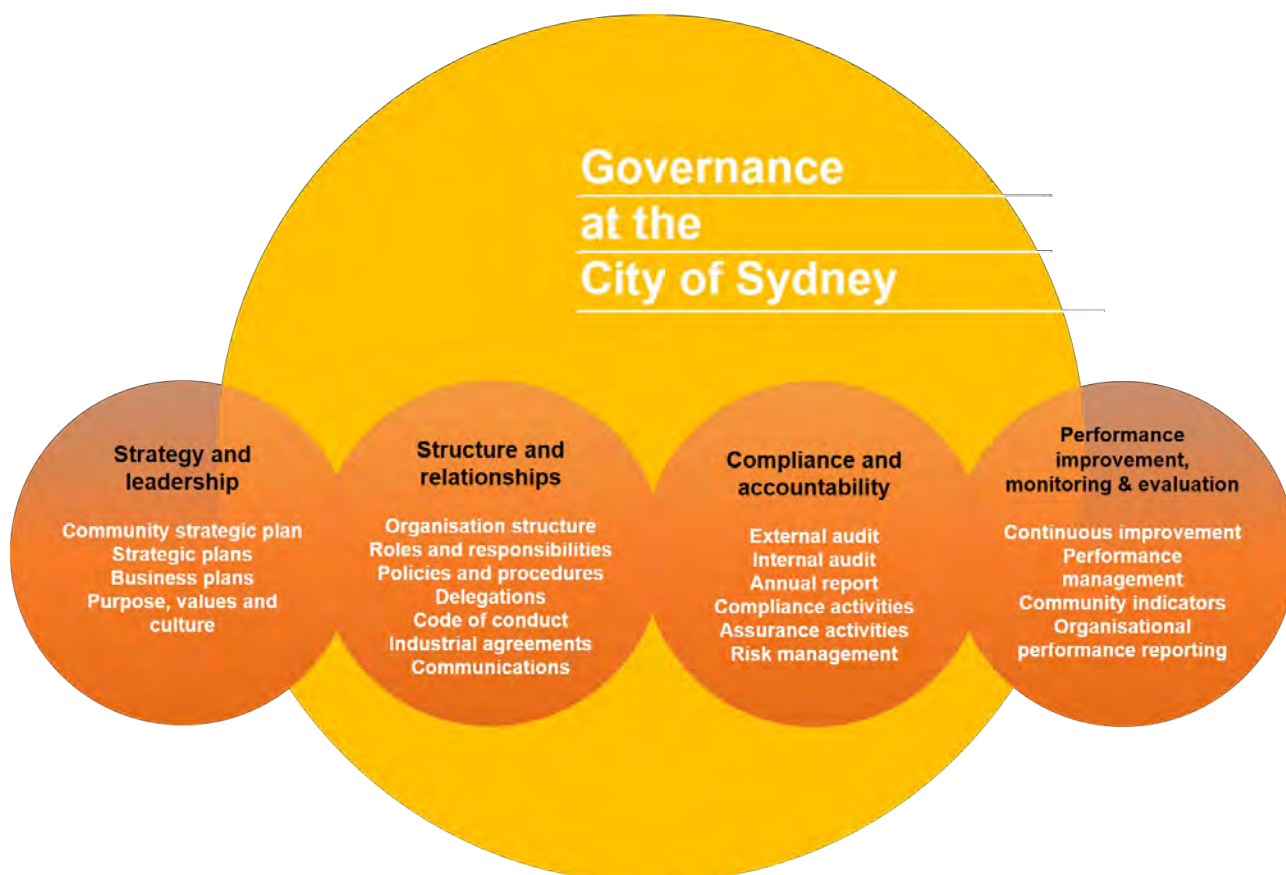 Governance
at the
City of Sydney
Strategy and
leadership
Community strategic plan
Strategic plans
Business plans
Purpose, values and
culture
Structure and
relationships
Organisation structure
Roles and responsibilities
Policies and procedures
Delegations
Code of conduct
Industrial agreements
Communications
Compliance and
accountability
External audit
Internal audit
Annual report
Compliance activities
Assurance activities
Risk management
Performance
improvement,
monitoring & evaluation
Continuous improvement
Performance
management
Community indicators
Organisational
performance reporting